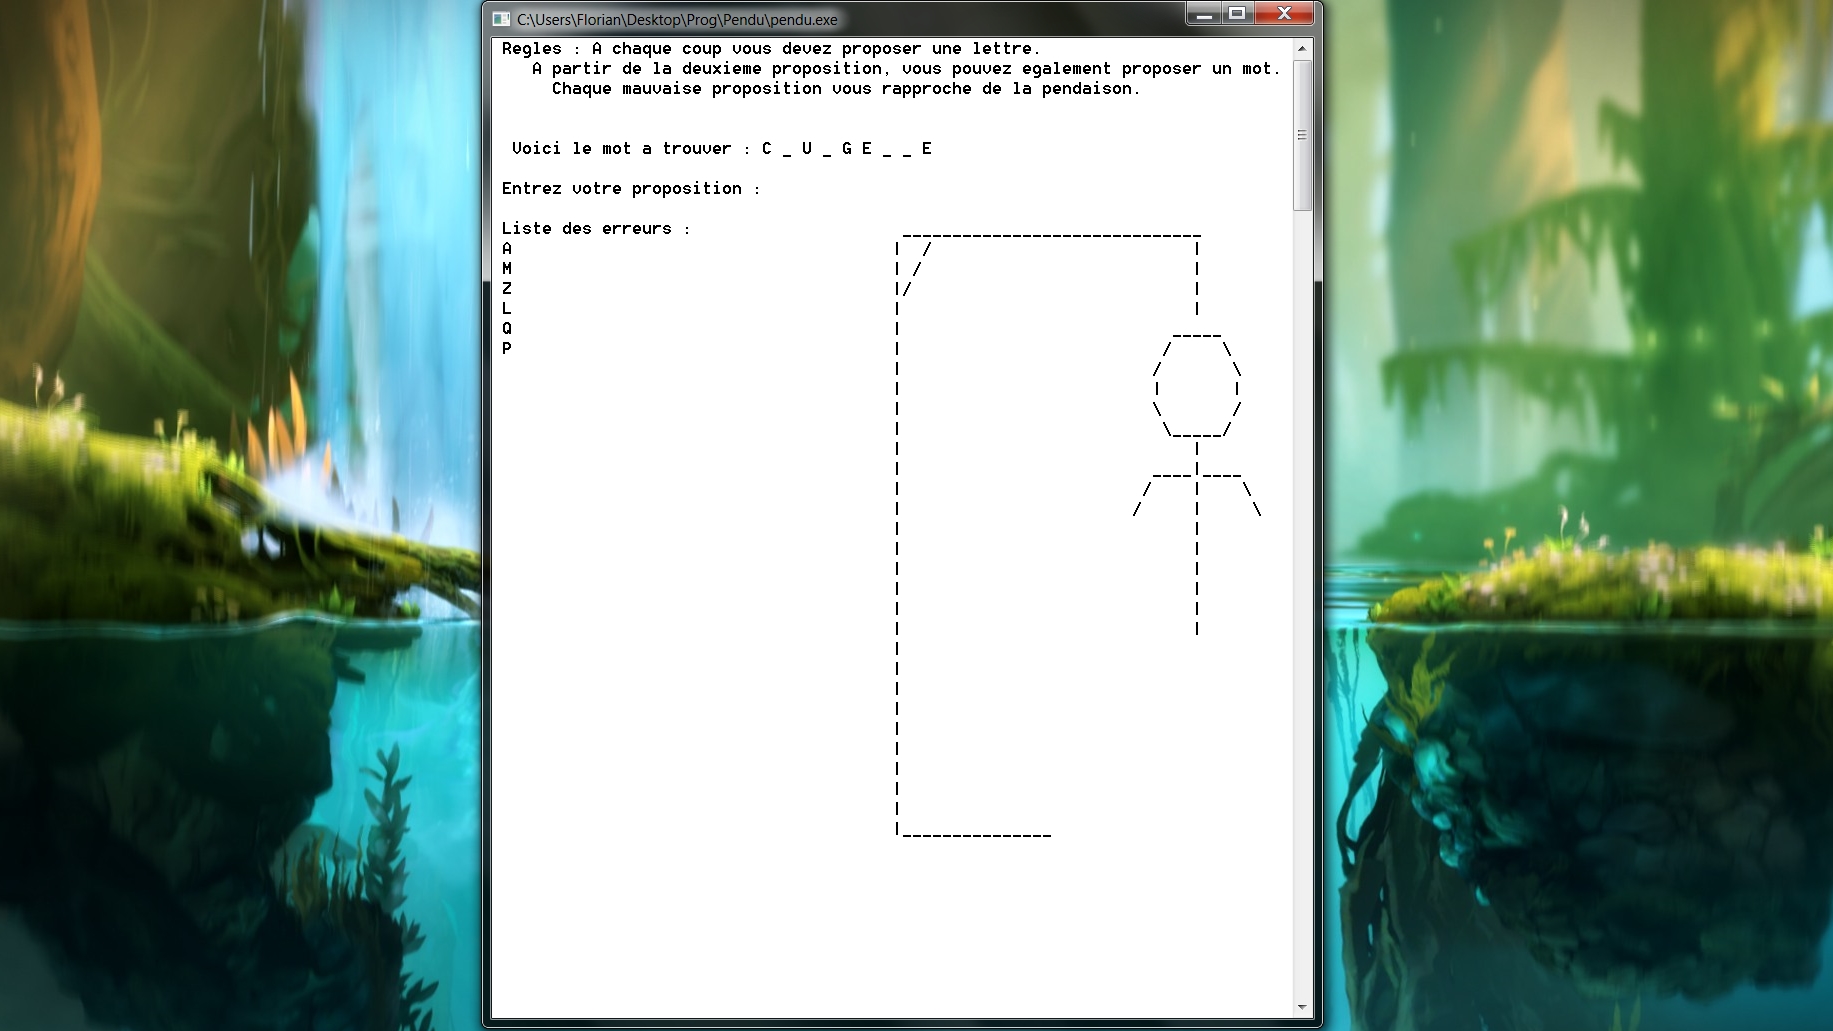 C:\Users\Florian\Desktop\Prog\Pendu\pendu.exe
Regles : A chaque coup vous devez proposer une lettre.
A partir de la deuxieme proposition, vous pouvez egalement proposer un mot.
Chaque mauvaise proposition vous rapproche de la pendaison.
Voici le mot a trouver : C _ U _ G E _ _ E
Entrez votre proposition :
Liste des erreurs :
A
M
Z
L
Q
P